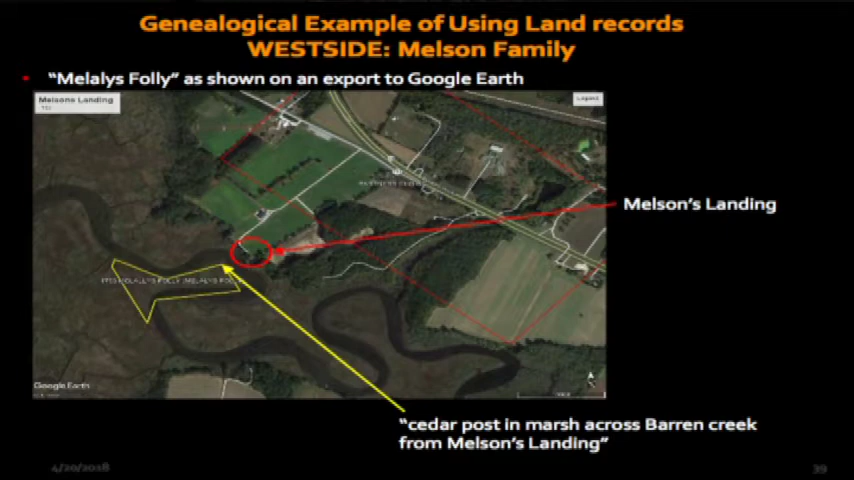 Genealogical Example of Using Land records
WESTSIDE: Melson Family
• "Melalys Folly" as shown on an export to Google Earth
Melsons Landing
Legend
Melson's Landing
Google Earth
"cedar post in marsh across Barren creek
from Melson's Landing"
4/20/2018
39